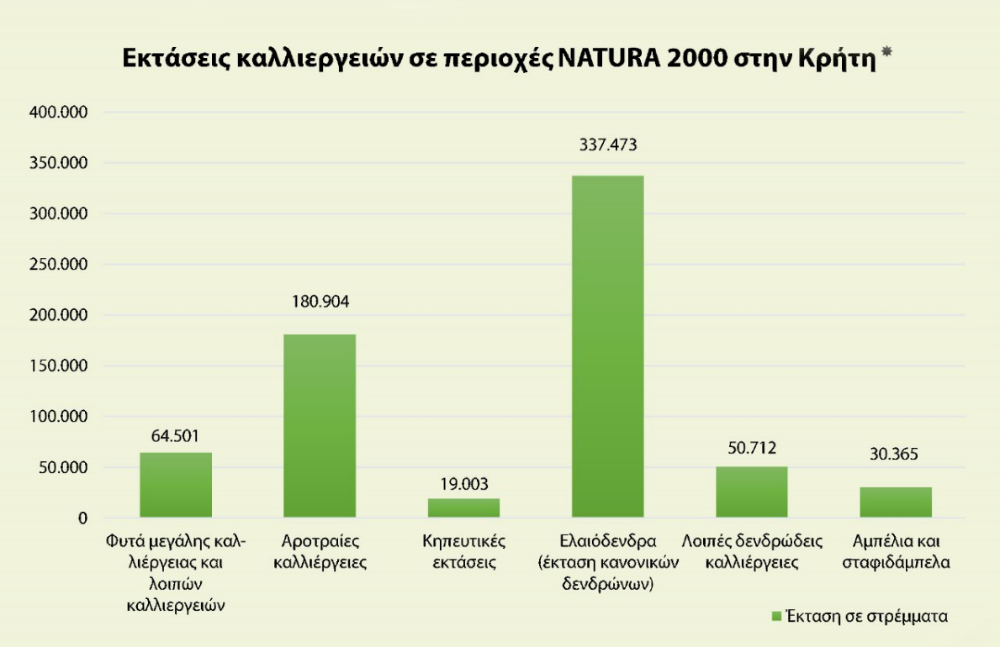 Εκτάσεις καλλιεργειών σε περιοχές NATURA 2000 στην Κρήτη *
400.000
350.000
300.000
250.000
200.000
150.000
100.000
50.000
0
64.501
180.904
19.003
337.473
50.712
30.365
Φυτά μεγάλης καλ-
λιέργειας και
λοιπών
καλλιεργειών
Αροτραίες
καλλιέργειες
Κηπευτικές
εκτάσεις
Ελαιόδενδρα
(έκταση κανονικών
δενδρώνων)
Λοιπές δενδρώδεις
καλλιέργειες
Αμπέλια και
σταφιδάμπελα
Έκταση σε στρέμματα